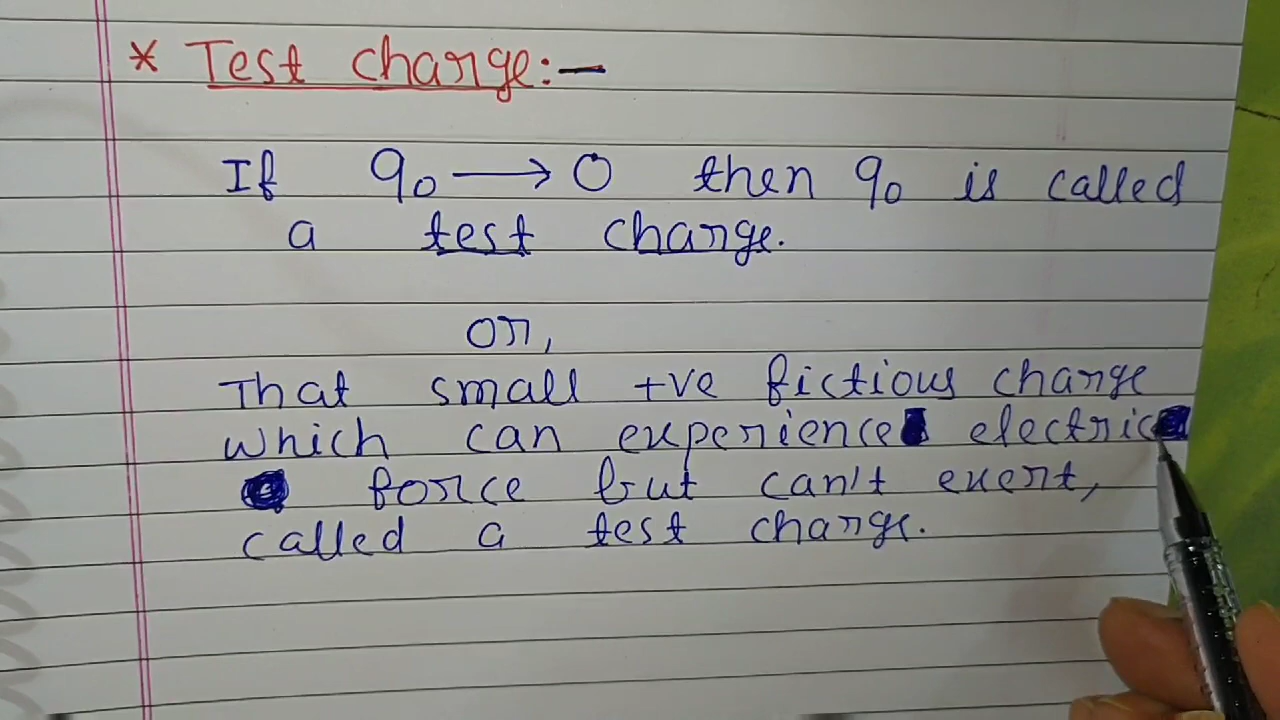 * Test charge:-
If q₀ → 0 then q₀ is called
a test charge.
or,
That small +ve fictious charge
which can experience electric
force but can't exert,
called a test charge.